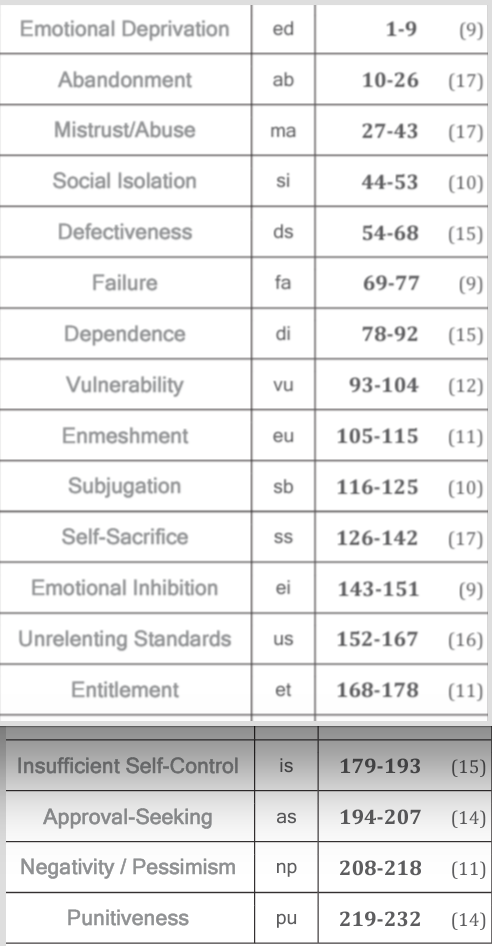 Emotional Deprivation ed 1-9 (9)
Abandonment ab 10-26 (17)
Mistrust/Abuse ma 27-43 (17)
Social Isolation si 44-53 (10)
Defectiveness ds 54-68 (15)
Failure fa 69-77 (9)
Dependence di 78-92 (15)
Vulnerability vu 93-104 (12)
Enmeshment eu 105-115 (11)
Subjugation sb 116-125 (10)
Self-Sacrifice ss 126-142 (17)
Emotional Inhibition ei 143-151 (9)
Unrelenting Standards us 152-167 (16)
Entitlement et 168-178 (11)
Insufficient Self-Control is 179-193 (15)
Approval-Seeking as 194-207 (14)
Negativity / Pessimism np 208-218 (11)
Punitiveness pu 219-232 (14)